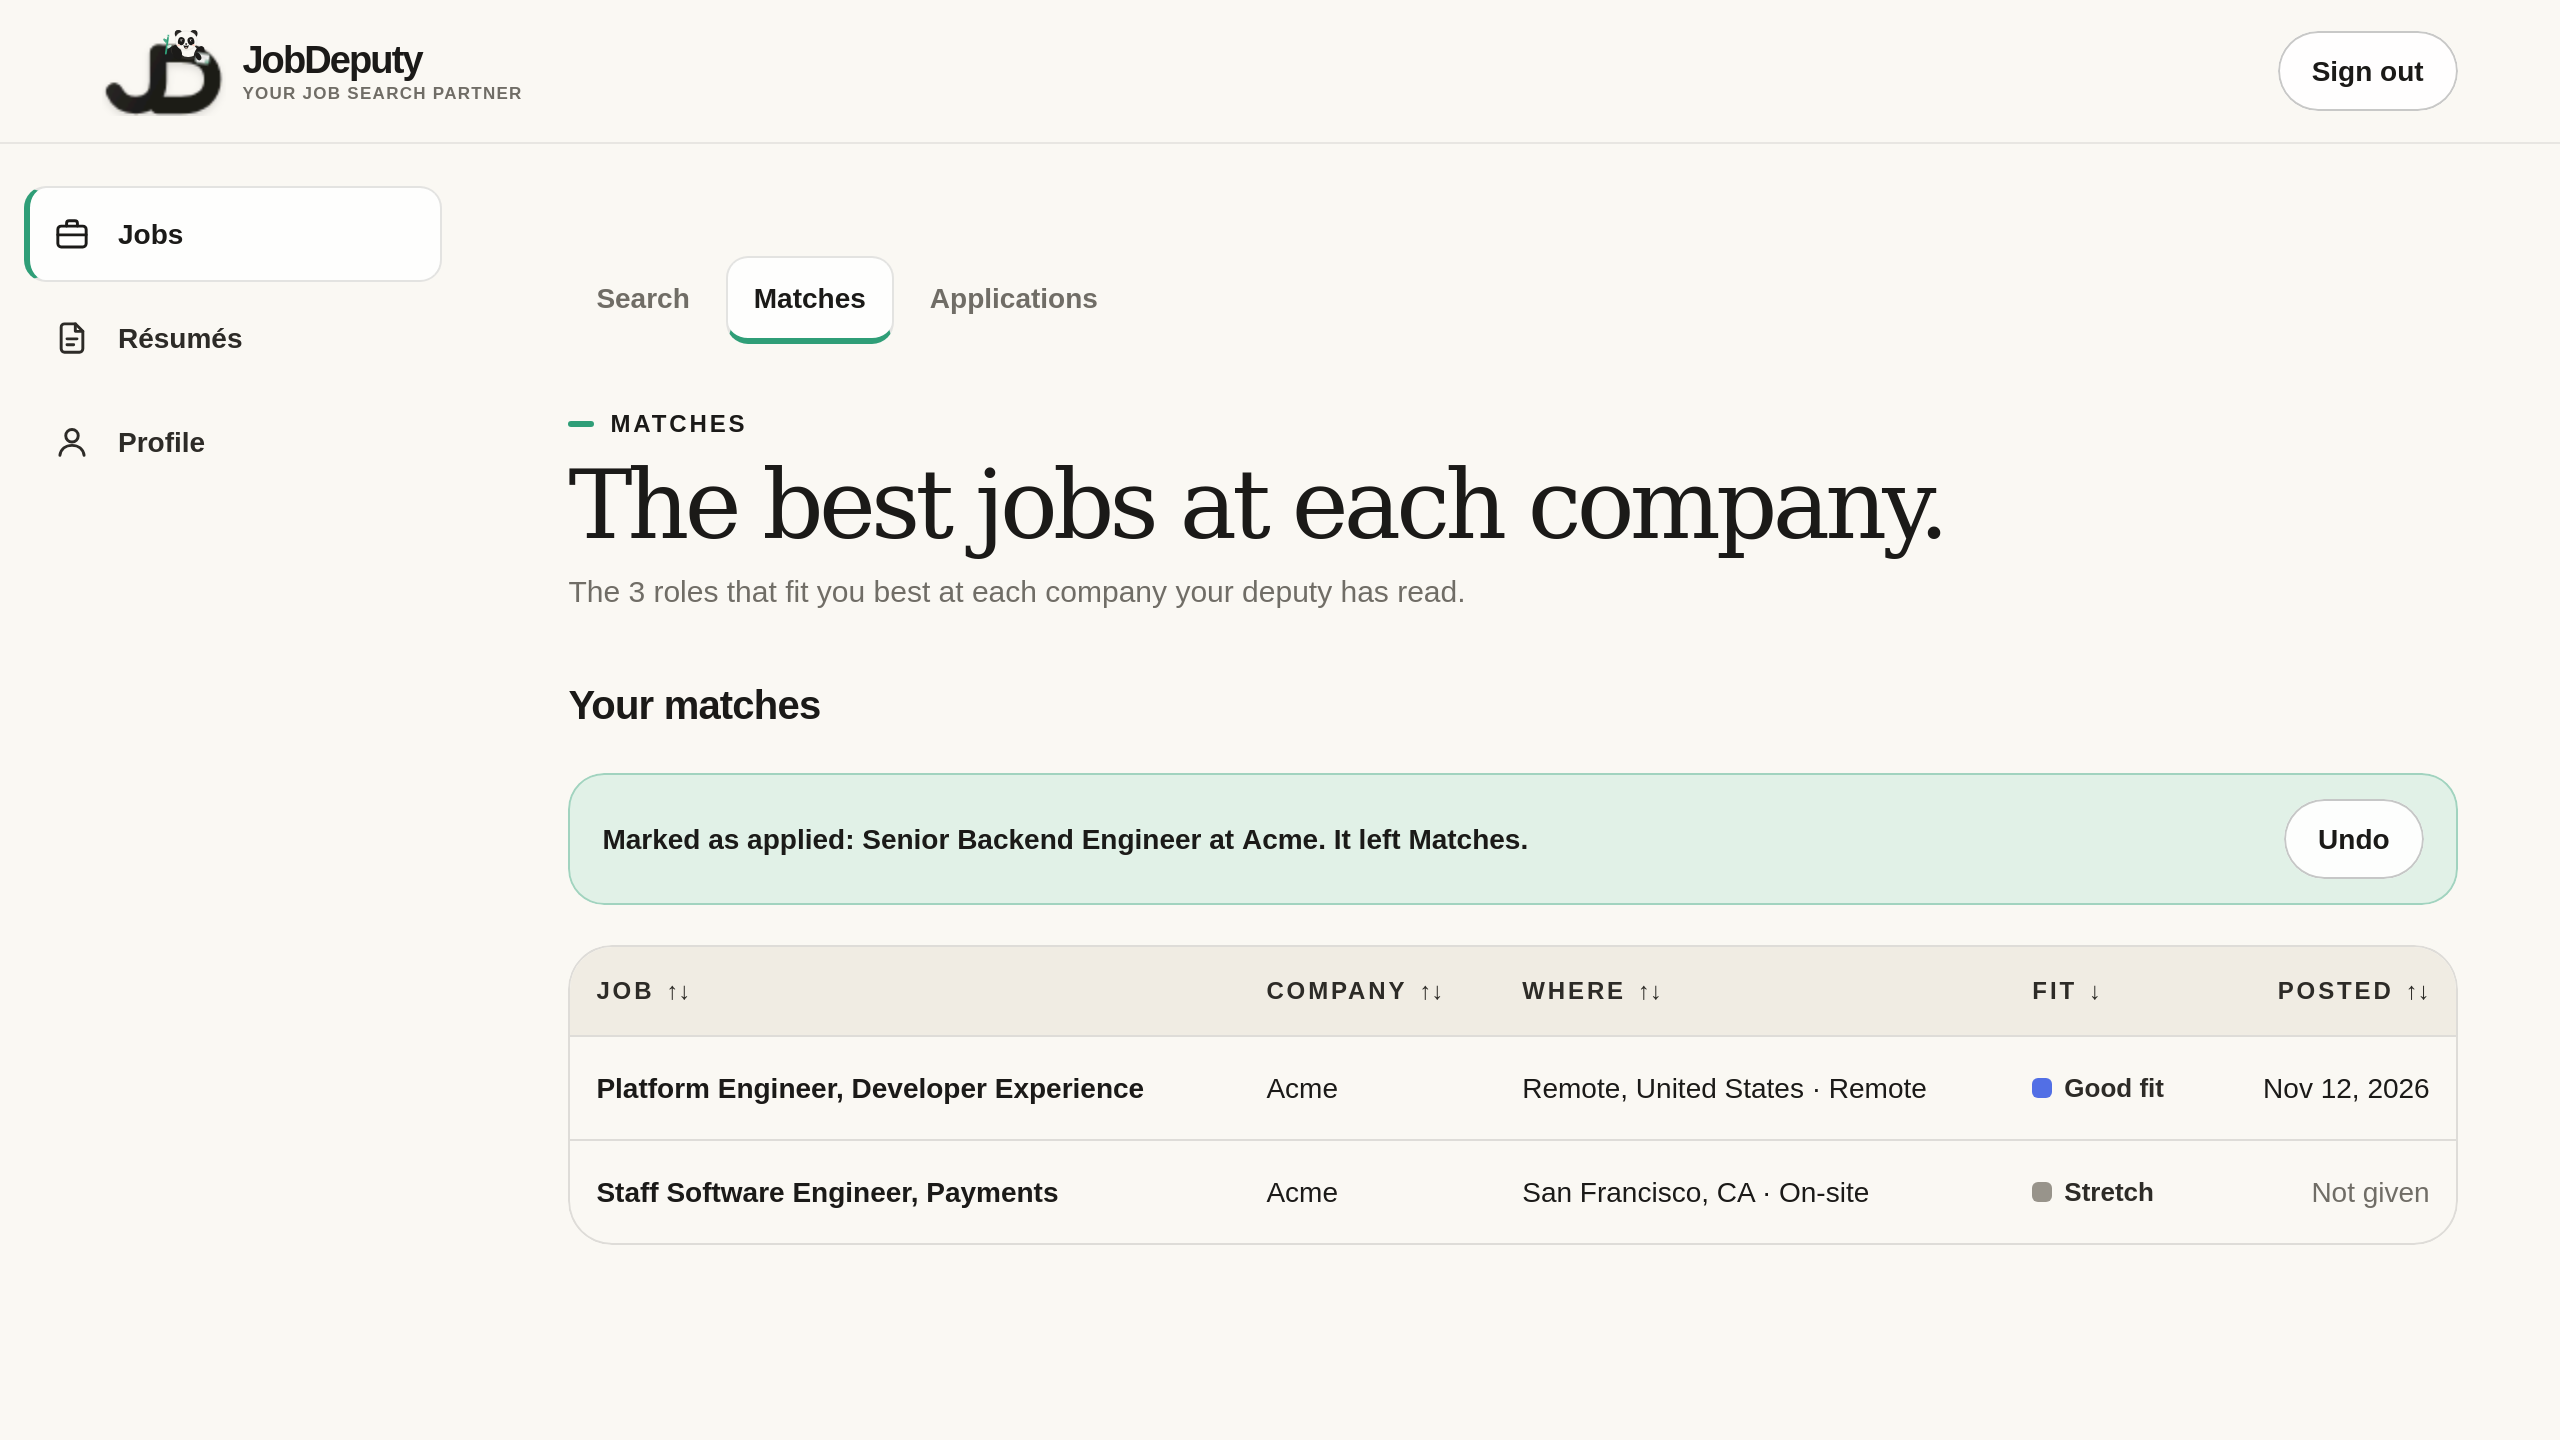 JobDeputy
YOUR JOB SEARCH PARTNER
Sign out
Jobs
Résumés
Profile
Search
Matches
Applications
MATCHES
The best jobs at each company.
The 3 roles that fit you best at each company your deputy has read.
Your matches
Marked as applied: Senior Backend Engineer at Acme. It left Matches.
Undo
JOB ↑↓ COMPANY ↑↓ WHERE ↑↓ FIT ↓ POSTED ↑↓
Platform Engineer, Developer Experience Acme Remote, United States · Remote Good fit Nov 12, 2026
Staff Software Engineer, Payments Acme San Francisco, CA · On-site Stretch Not given